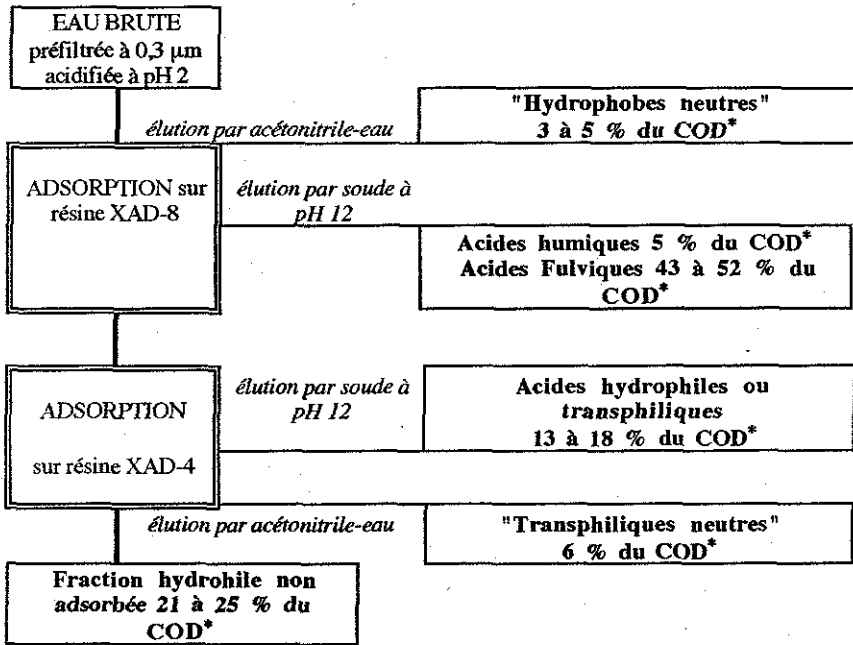 EAU BRUTE
préfiltrée à 0,3 µm
acidifiée à pH 2
élution par acétonitrile-eau
"Hydrophobes neutres"
3 à 5 % du COD*
ADSORPTION sur
résine XAD-8
élution par soude à
pH 12
Acides humiques 5 % du COD*
Acides Fulviques 43 à 52 % du
COD*
ADSORPTION
sur résine XAD-4
élution par soude à
pH 12
Acides hydrophiles ou
transphiliques
13 à 18 % du COD*
élution par acétonitrile-eau
"Transphiliques neutres"
6 % du COD*
Fraction hydrohile non
adsorbée 21 à 25 % du
COD*